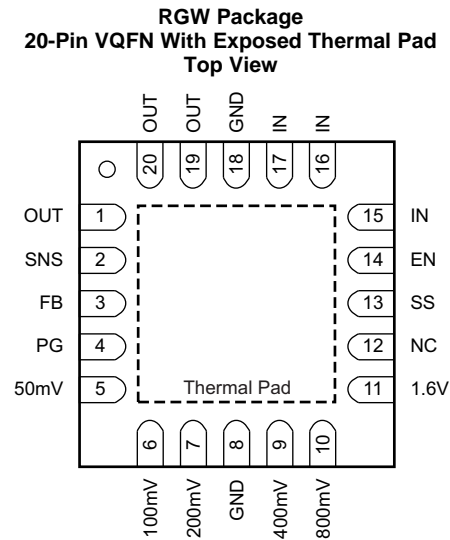 RGW Package
20-Pin VQFN With Exposed Thermal Pad
Top View
OUT OUT GND IN IN
20 19 18 17 16
OUT 1 15 IN
SNS 2 14 EN
FB 3 13 SS
PG 4 12 NC
50mV 5 Thermal Pad 11 1.6V
6 7 8 9 10
100mV 200mV GND 400mV 800mV